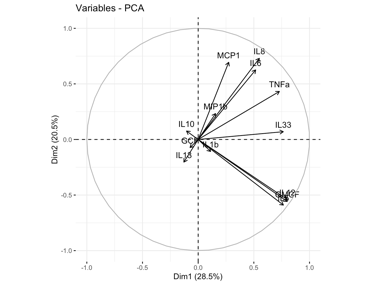 Variables - PCA
1.0
IL8
MCP1
IL6
TNFa
0.5
MIP1b
IL10
IL33
0.0
IL1b
IL13
-0.5
-1.0
-1.0
-0.5
0.0
0.5
1.0
Dim1 (28.5%)
Dim2 (20.5%)